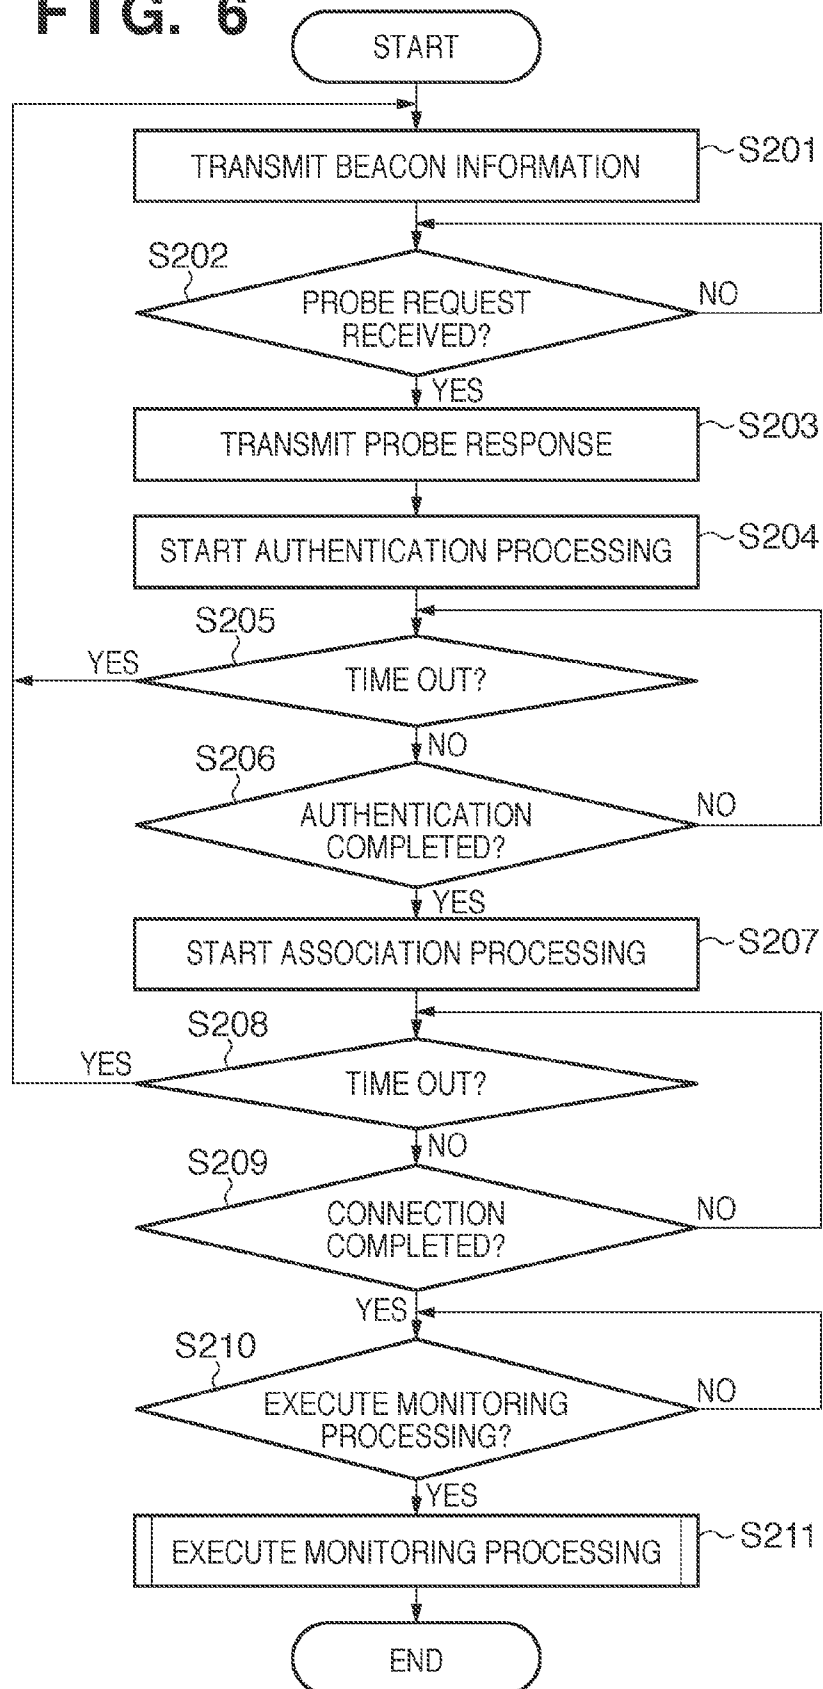 FIG. 6
START
TRANSMIT BEACON INFORMATION
S201
S202
PROBE REQUEST
RECEIVED?
NO
YES
TRANSMIT PROBE RESPONSE
S203
START AUTHENTICATION PROCESSING
S204
S205
YES
TIME OUT?
NO
S206
AUTHENTICATION
COMPLETED?
NO
YES
START ASSOCIATION PROCESSING
S207
S208
YES
TIME OUT?
NO
S209
CONNECTION
COMPLETED?
NO
YES
S210
EXECUTE MONITORING
PROCESSING?
NO
YES
EXECUTE MONITORING PROCESSING
S211
END